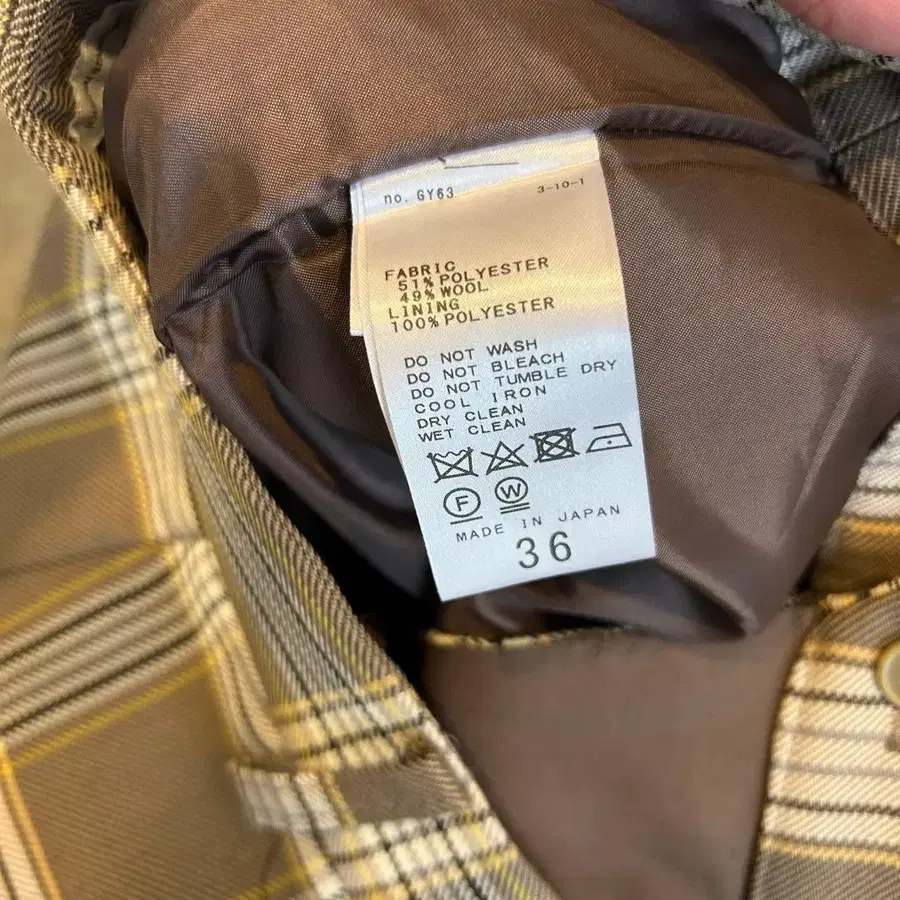 no. GY63
3-10-1
FABRIC
51% POLYESTER
49% WOOL
LINING
100% POLYESTER
DO NOT WASH
DO NOT BLEACH
DO NOT TUMBLE DRY
COOL IRON
DRY CLEAN
WET CLEAN
F
W
MADE IN JAPAN
36